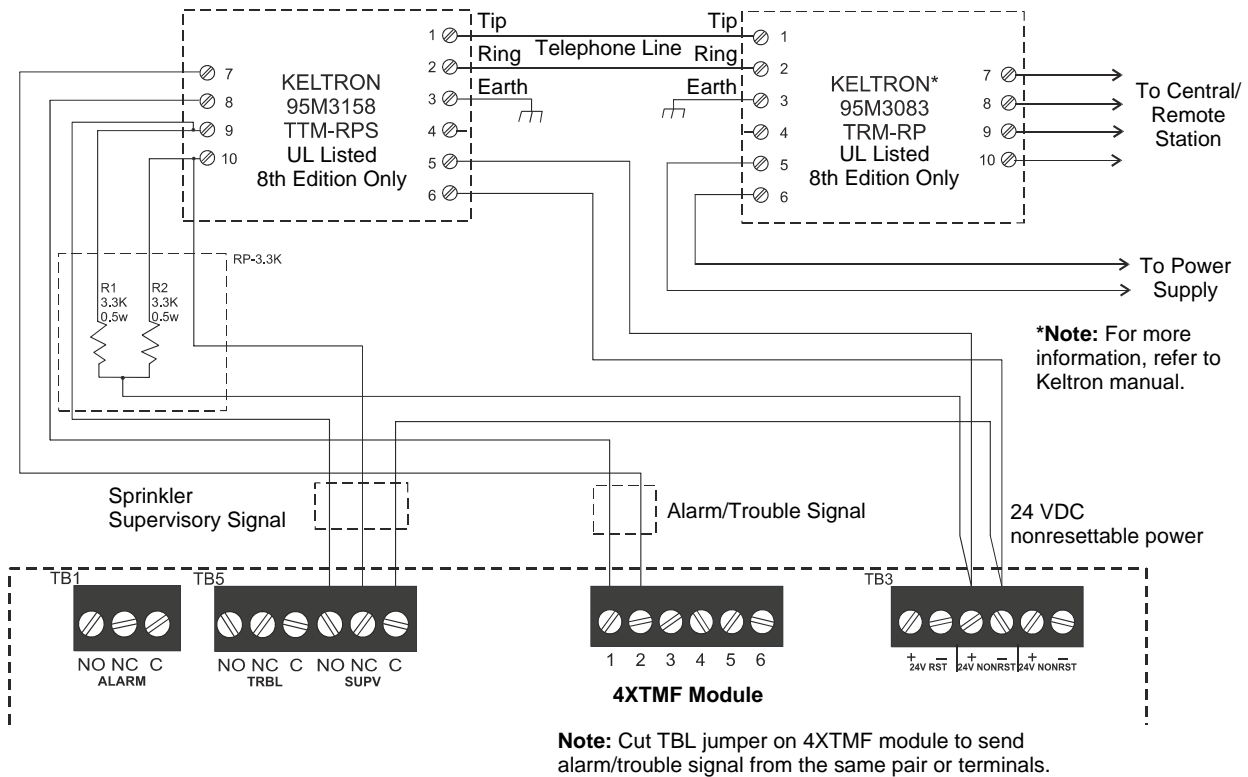 Tip
Tip
1
1
Telephone Line
Ring
Ring
2
2
Earth
Earth
3
3
4
4
5
5
6
6
7
8
9
10
7
8
9
10
KELTRON
95M3158
TTM-RPS
UL Listed
8th Edition Only
KELTRON*
95M3083
TRM-RP
UL Listed
8th Edition Only
To Central/
Remote
Station
To Power
Supply
*Note: For more
information, refer to
Keltron manual.
RP-3.3K
R1
3.3K
0.5w
R2
3.3K
0.5w
Sprinkler
Supervisory Signal
Alarm/Trouble Signal
24 VDC
nonresettable power
TB1
TB5
TB3
NO NC C
ALARM
NO NC C NO NC C
TRBL SUPV
1 2 3 4 5 6
4XTMF Module
+ − + − + −
24V RST 24V NONRST 24V NONRST
Note: Cut TBL jumper on 4XTMF module to send
alarm/trouble signal from the same pair or terminals.